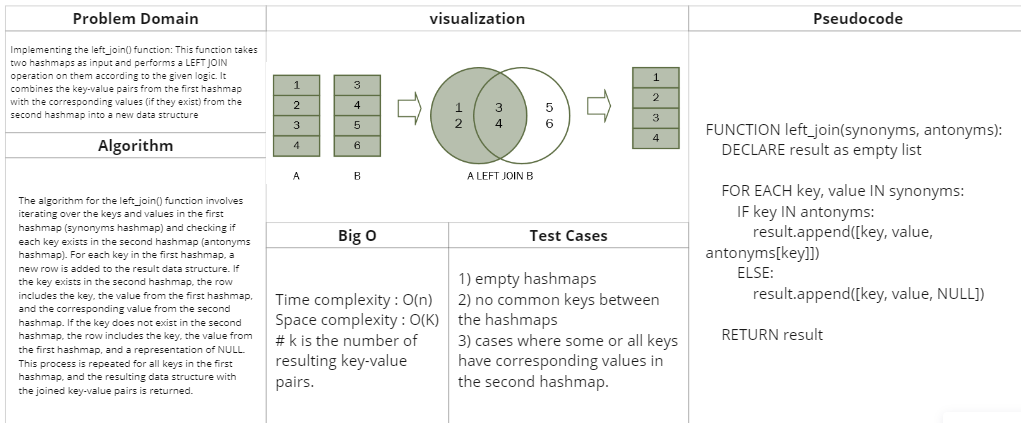 Problem Domain
Implementing the left_join() function: This function takes
two hashmaps as input and performs a LEFT JOIN
operation on them according to the given logic. It
combines the key-value pairs from the first hashmap
with the corresponding values (if they exist) from the
second hashmap into a new data structure
Algorithm
The algorithm for the left_join() function involves
iterating over the keys and values in the first
hashmap (synonyms hashmap) and checking if
each key exists in the second hashmap (antonyms
hashmap). For each key in the first hashmap, a
new row is added to the result data structure. If
the key exists in the second hashmap, the row
includes the key, the value from the first hashmap,
and the corresponding value from the second
hashmap. If the key does not exist in the second
hashmap, the row includes the key, the value from
the first hashmap, and a representation of NULL.
This process is repeated for all keys in the first
hashmap, and the resulting data structure with
the joined key-value pairs is returned.
visualization
1
2
3
4
A
3
4
5
6
B
1 3 5
2 4 6
A LEFT JOIN B
1
2
3
4
Big O
Time complexity : O(n)
Space complexity : O(K)
# k is the number of
resulting key-value
pairs.
Test Cases
1) empty hashmaps
2) no common keys between
the hashmaps
3) cases where some or all keys
have corresponding values in
the second hashmap.
Pseudocode
FUNCTION left_join(synonyms, antonyms):
DECLARE result as empty list
FOR EACH key, value IN synonyms:
IF key IN antonyms:
result.append([key, value,
antonyms[key]])
ELSE:
result.append([key, value, NULL])
RETURN result